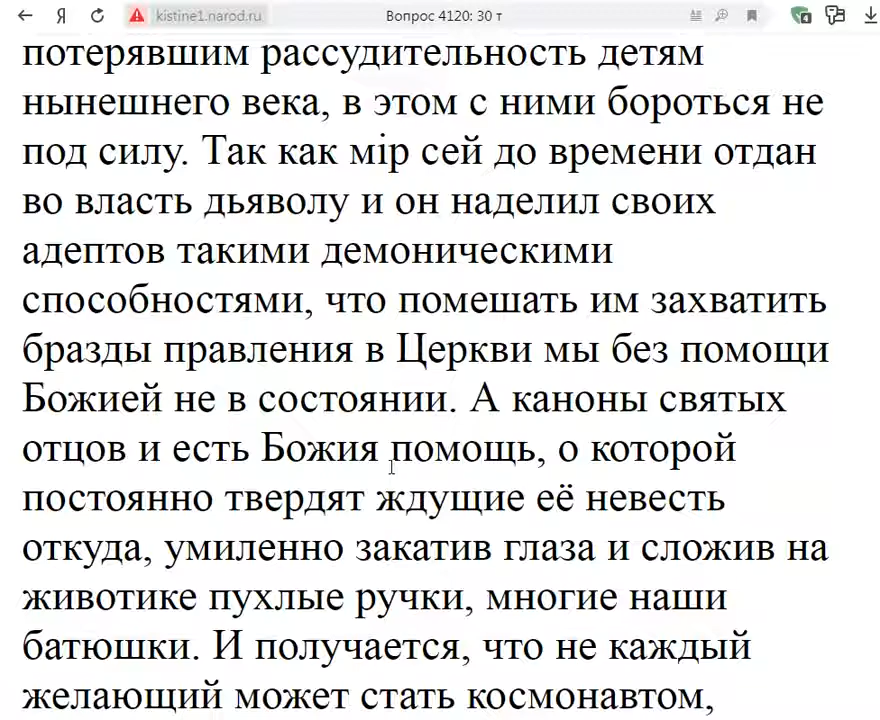 kistine1.narod.ru Вопрос 4120: 30 т
потерявшим рассудительность детям
нынешнего века, в этом с ними бороться не
под силу. Так как мір сей до времени отдан
во власть дьяволу и он наделил своих
адептов такими демоническими
способностями, что помешать им захватить
бразды правления в Церкви мы без помощи
Божией не в состоянии. А каноны святых
отцов и есть Божия помощь, о которой
постоянно твердят ждущие её невесть
откуда, умиленно закатив глаза и сложив на
животике пухлые ручки, многие наши
батюшки. И получается, что не каждый
желающий может стать космонавтом,